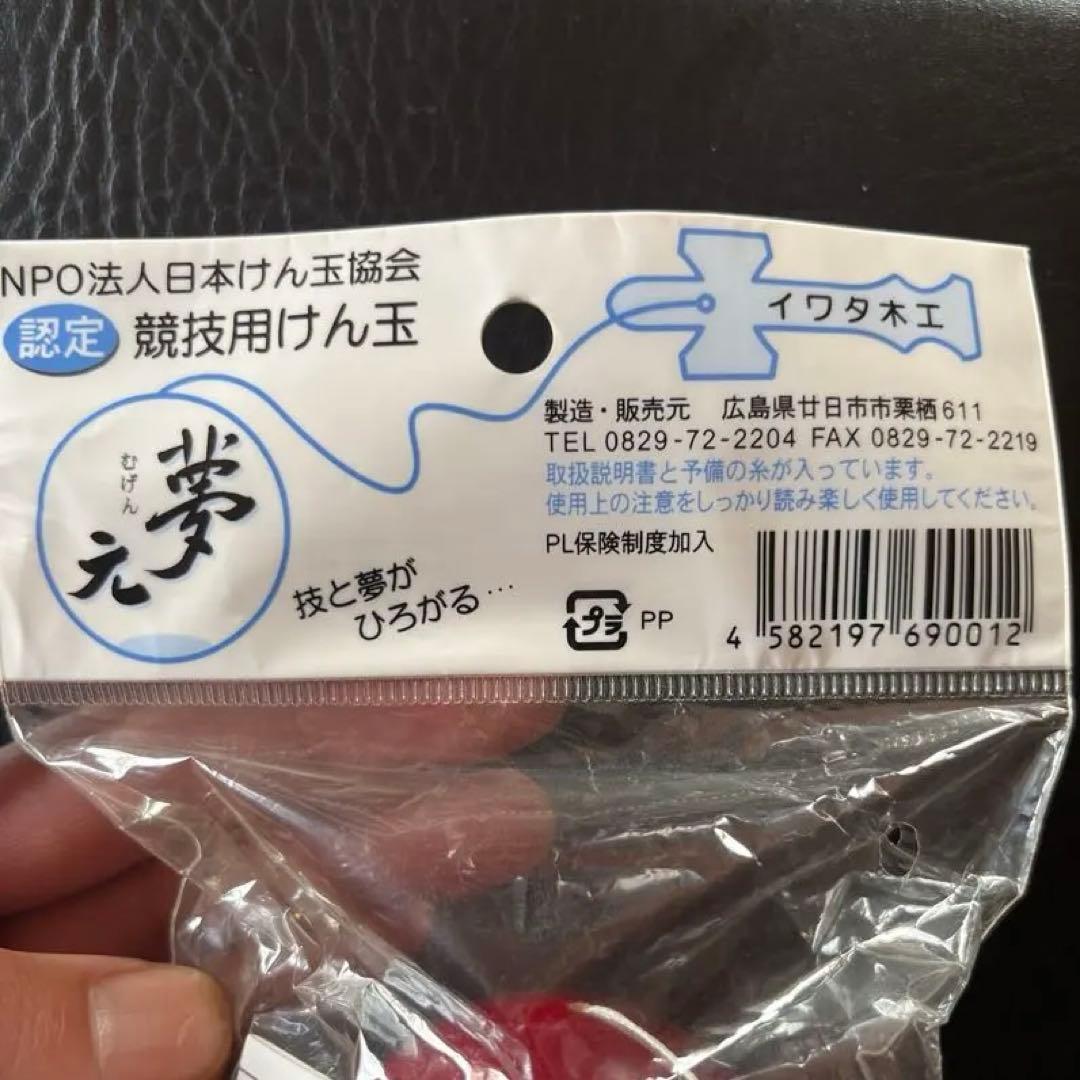 NPO法人日本けん玉協会
認定 競技用けん玉
イワタ木工
むげん
夢元
技と夢が
ひろがる…
製造・販売元 広島県廿日市市栗栖611
TEL 0829-72-2204 FAX 0829-72-2219
取扱説明書と予備の糸が入っています。
使用上の注意をしっかり読み楽しく使用してください。
PL保険制度加入
プラ PP
4 582197 690012